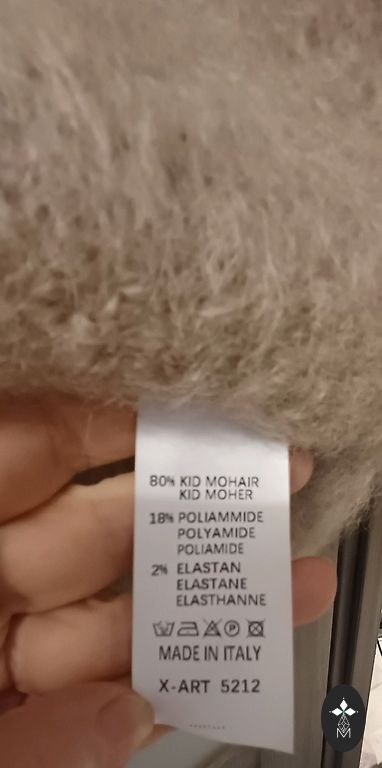 80% KID MOHAIR
KID MOHER
18% POLIAMMIDE
POLYAMIDE
POLIAMIDE
2% ELASTAN
ELASTANE
ELASTHANNE
P
MADE IN ITALY
X-ART 5212
M